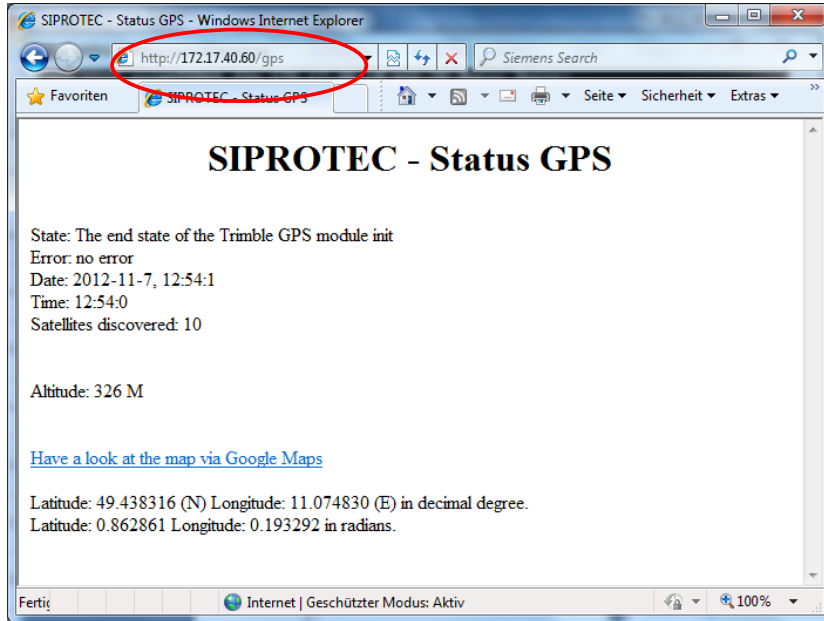 SIPROTEC - Status GPS - Windows Internet Explorer
http://172.17.40.60/gps
Siemens Search
Favoriten
SIPROTEC - Status GPS
Seite
Sicherheit
Extras
SIPROTEC - Status GPS
State: The end state of the Trimble GPS module init
Error: no error
Date: 2012-11-7, 12:54:1
Time: 12:54:0
Satellites discovered: 10
Altitude: 326 M
Have a look at the map via Google Maps
Latitude: 49.438316 (N) Longitude: 11.074830 (E) in decimal degree.
Latitude: 0.862861 Longitude: 0.193292 in radians.
Internet | Geschützter Modus: Aktiv
100%